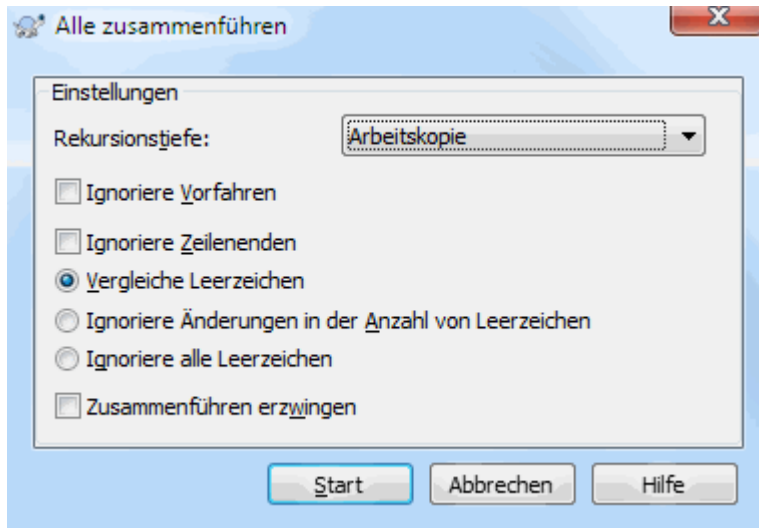 Alle zusammenführen
Einstellungen
Rekursionstiefe: Arbeitskopie
Ignoriere Vorfahren
Ignoriere Zeilenenden
Vergleiche Leerzeichen
Ignoriere Änderungen in der Anzahl von Leerzeichen
Ignoriere alle Leerzeichen
Zusammenführen erzwingen
Start Abbrechen Hilfe